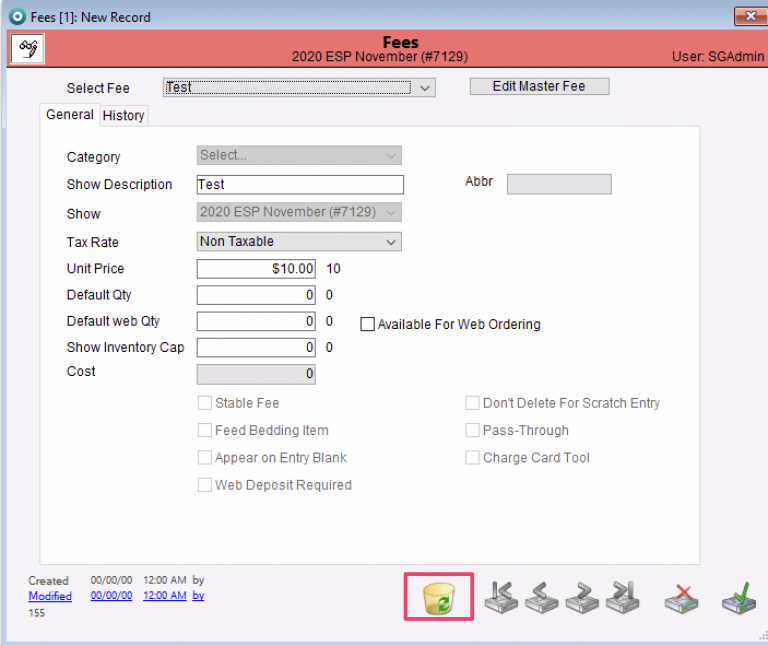 Fees [1]: New Record
Fees
2020 ESP November (#7129)
User: SGAdmin
Select Fee Test Edit Master Fee
General History
Category Select...
Show Description Test Abbr
Show 2020 ESP November (#7129)
Tax Rate Non Taxable
Unit Price $10.00 10
Default Qty 0 0
Default web Qty 0 0 Available For Web Ordering
Show Inventory Cap 0 0
Cost 0
Stable Fee Don't Delete For Scratch Entry
Feed Bedding Item Pass-Through
Appear on Entry Blank Charge Card Tool
Web Deposit Required
Created 00/00/00 12:00 AM by
Modified 00/00/00 12:00 AM by
155